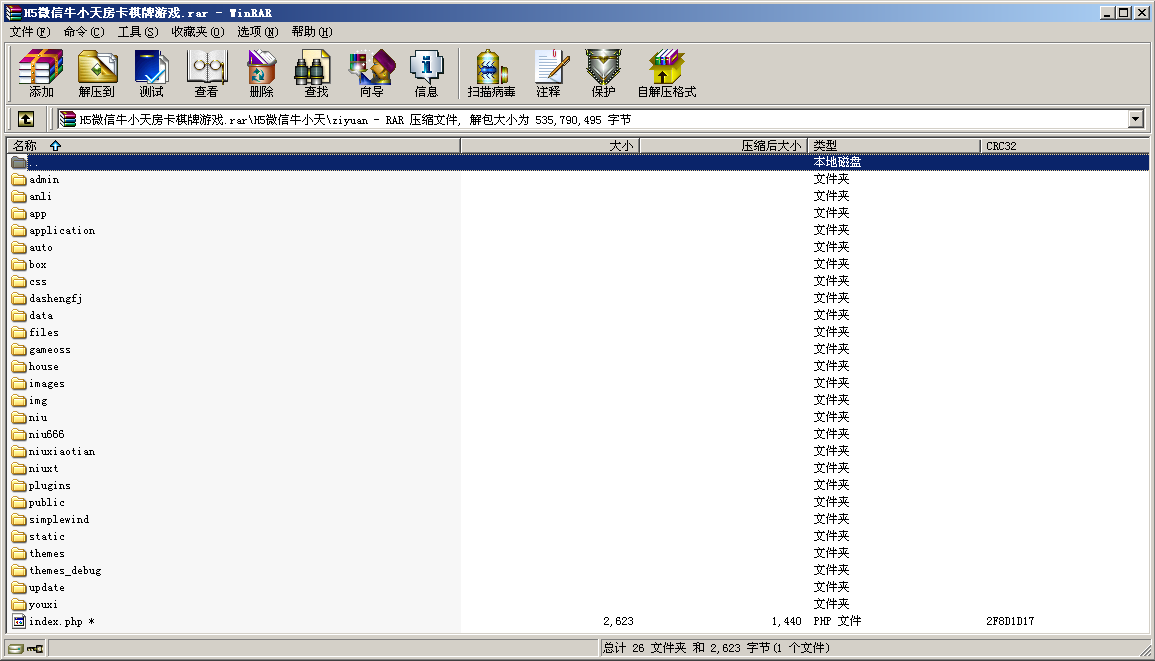 H5微信牛小天房卡棋牌游戏.rar - WinRAR
文件(F) 命令(C) 工具(S) 收藏夹(O) 选项(N) 帮助(H)
添加 解压到 测试 查看 删除 查找 向导 信息 扫描病毒 注释 保护 自解压格式
H5微信牛小天房卡棋牌游戏.rar\H5微信牛小天\ziyuan - RAR 压缩文件, 解包大小为 535,790,495 字节
名称 大小 压缩后大小 类型 CRC32
.. 本地磁盘
admin 文件夹
anli 文件夹
app 文件夹
application 文件夹
auto 文件夹
box 文件夹
css 文件夹
dashengfj 文件夹
data 文件夹
files 文件夹
gameoss 文件夹
house 文件夹
images 文件夹
img 文件夹
niu 文件夹
niu666 文件夹
niuxiaotian 文件夹
niuxt 文件夹
plugins 文件夹
public 文件夹
simplewind 文件夹
static 文件夹
themes 文件夹
themes_debug 文件夹
update 文件夹
youxi 文件夹
index.php * 2,623 1,440 PHP 文件 2F8D1D17
总计 26 文件夹 和 2,623 字节(1 个文件)